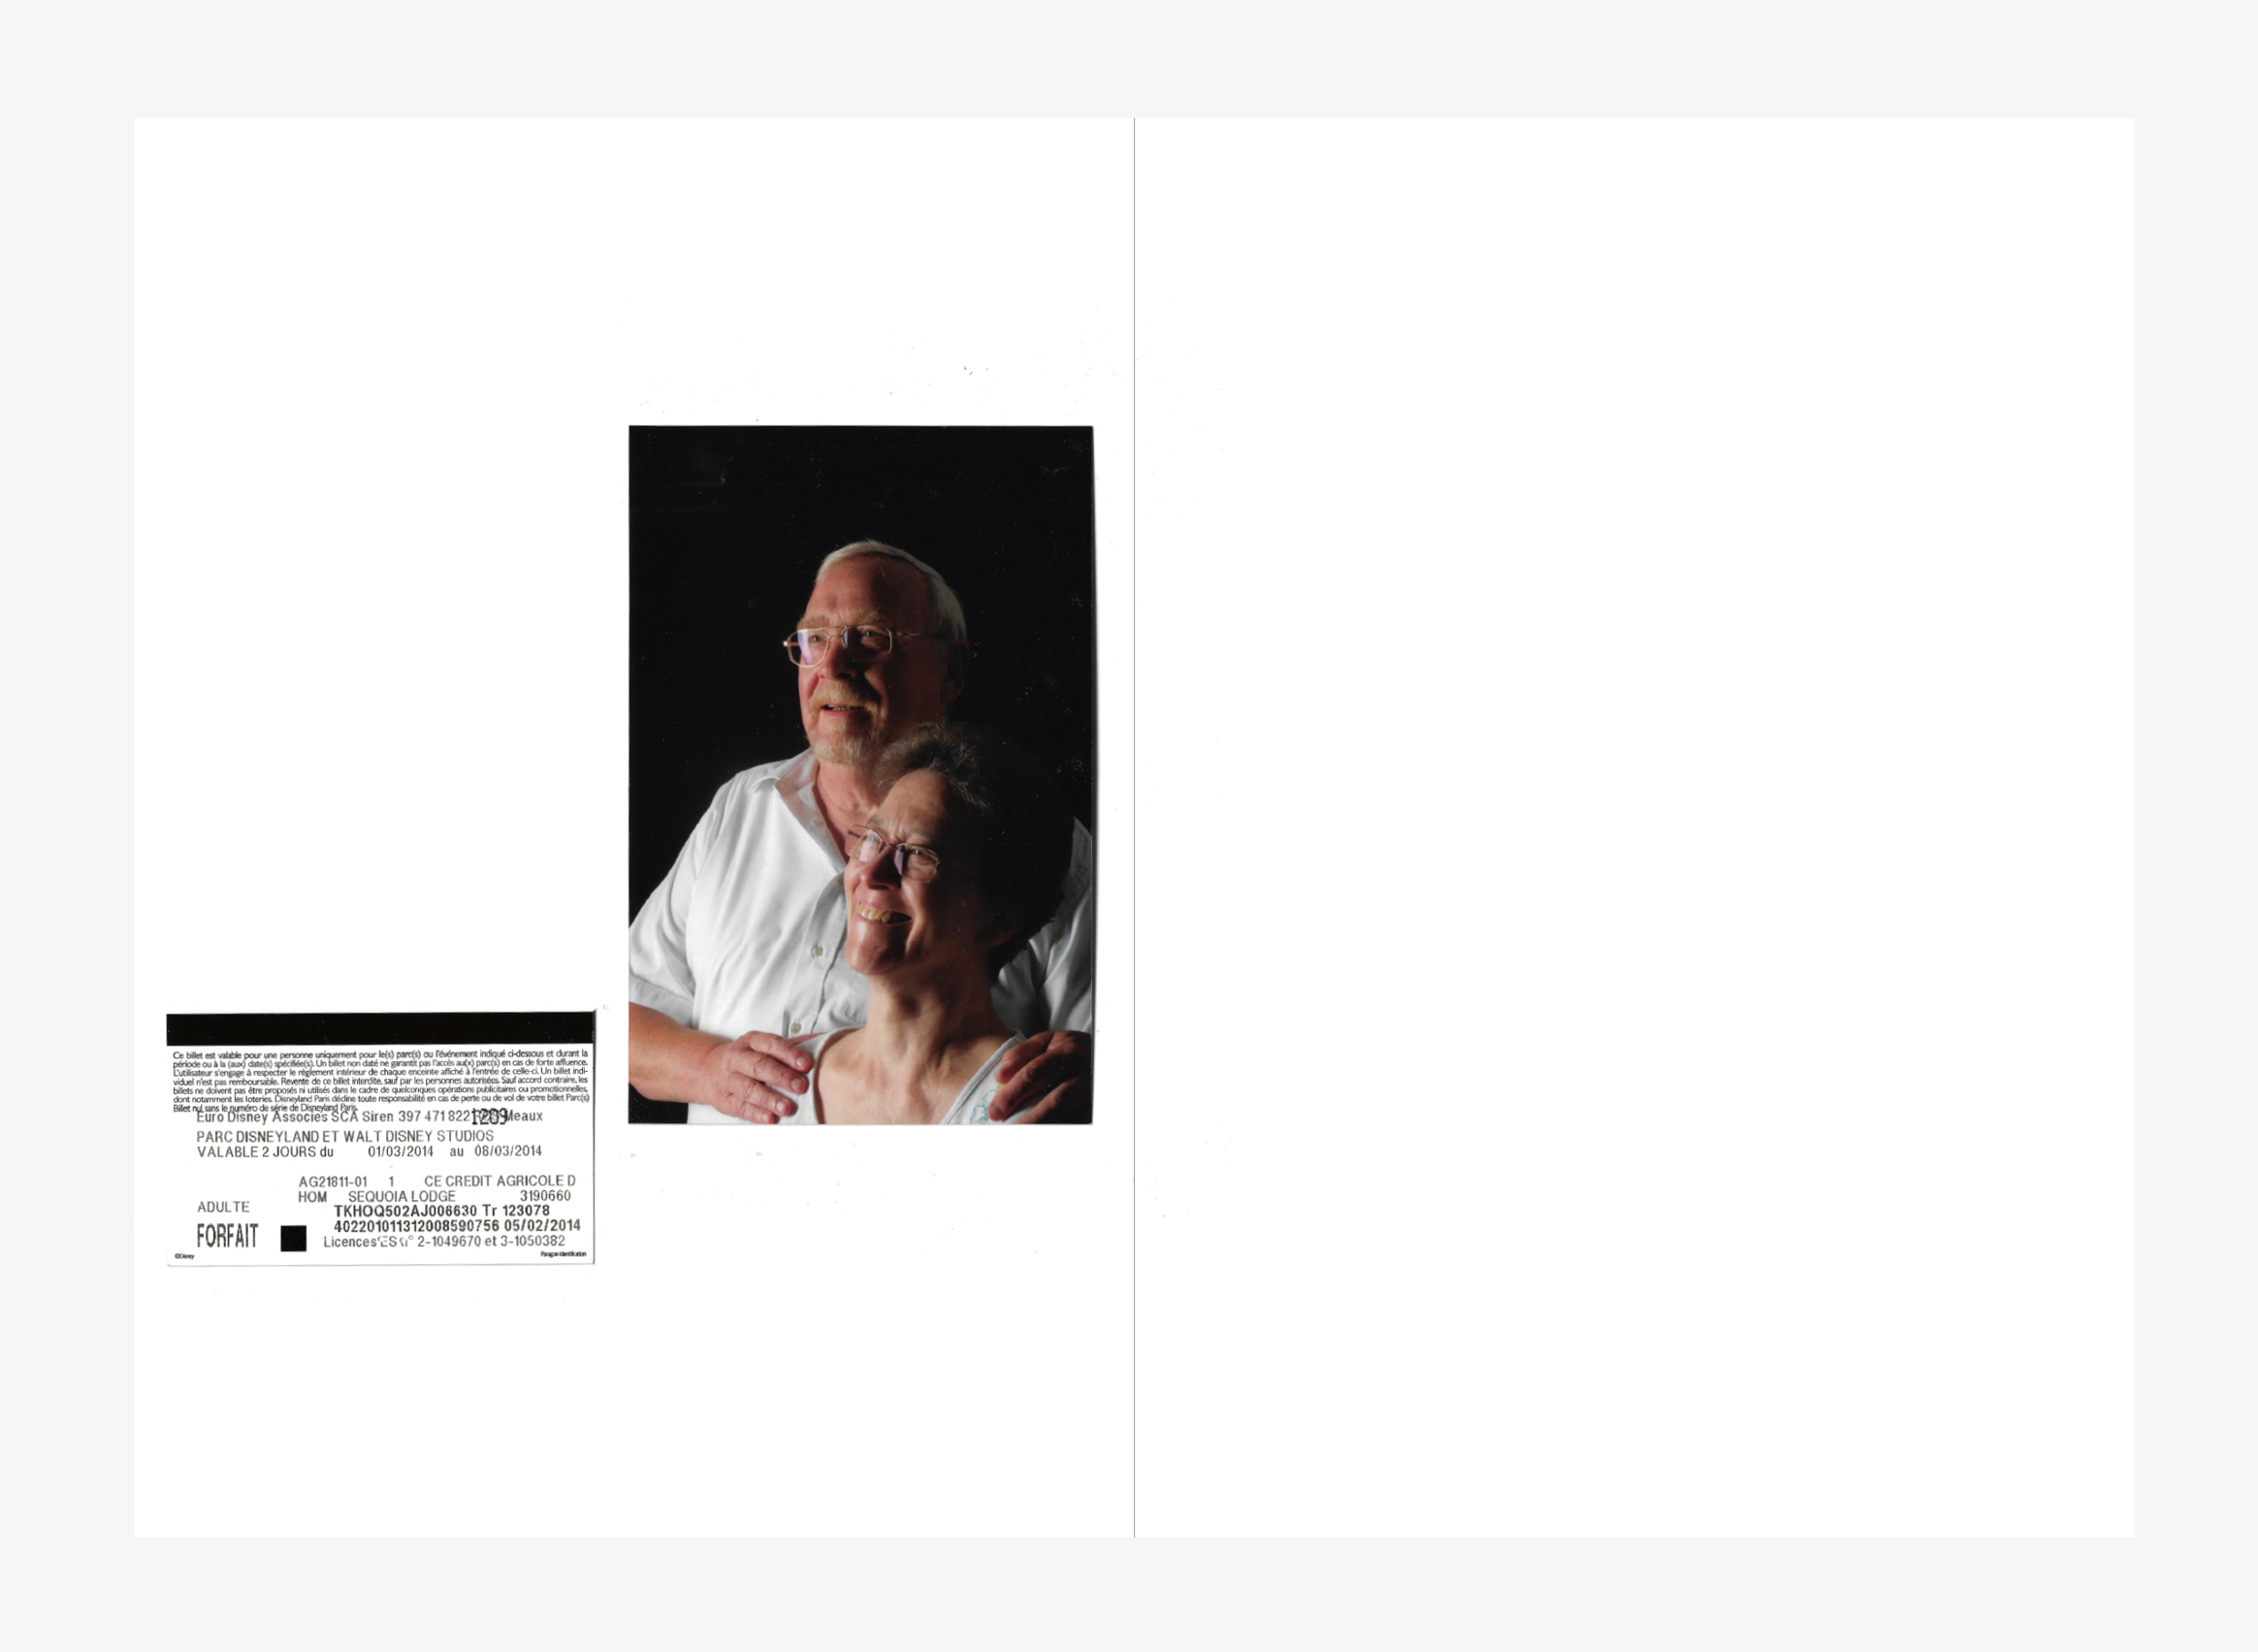 Ce billet est valable pour une personne uniquement pour le(s) parc(s) ou l'événement indiqué ci-dessous et durant la
période ou à la (aux) date(s) spécifiée(s). Un billet non daté ne garantit pas l'accès au(x) parc(s) en cas de forte affluence.
L'utilisateur s'engage à respecter le règlement intérieur de chaque enceinte affiché à l'entrée de celle-ci. Un billet indi-
viduel n'est pas remboursable. Revente de ce billet interdite, sauf par les personnes autorisées. Sauf accord contraire, les
billets ne doivent pas être proposés ni utilisés dans le cadre de quelconques opérations publicitaires ou promotionnelles,
dont notamment les loteries. Disneyland Paris décline toute responsabilité en cas de perte ou de vol de votre billet Parc(s)
Billet nul sans le numéro de série de Disneyland Paris.
Euro Disney Associes SCA Siren 397 471 822 Meaux
PARC DISNEYLAND ET WALT DISNEY STUDIOS
VALABLE 2 JOURS du 01/03/2014 au 08/03/2014
AG21811-01 1 CE CREDIT AGRICOLE D
HOM SEQUOIA LODGE 3190660
ADULTE
TKHOQ502AJ006630 Tr 123078
402201011312008590756 05/02/2014
FORFAIT
Licences ES n° 2-1049670 et 3-1050382
©Disney
Paragon Identification